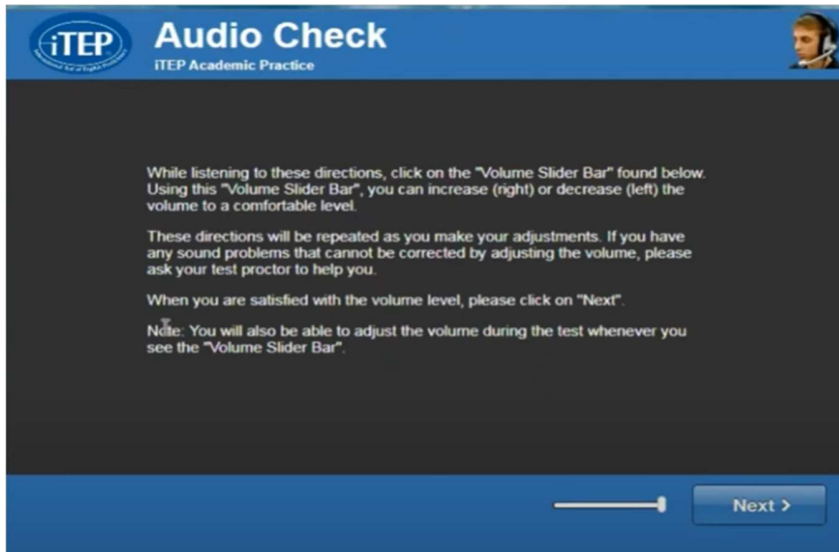 iTEP
Audio Check
iTEP Academic Practice
While listening to these directions, click on the "Volume Slider Bar" found below.
Using this "Volume Slider Bar", you can increase (right) or decrease (left) the
volume to a comfortable level.
These directions will be repeated as you make your adjustments. If you have
any sound problems that cannot be corrected by adjusting the volume, please
ask your test proctor to help you.
When you are satisfied with the volume level, please click on "Next".
Note: You will also be able to adjust the volume during the test whenever you
see the "Volume Slider Bar".
Next >